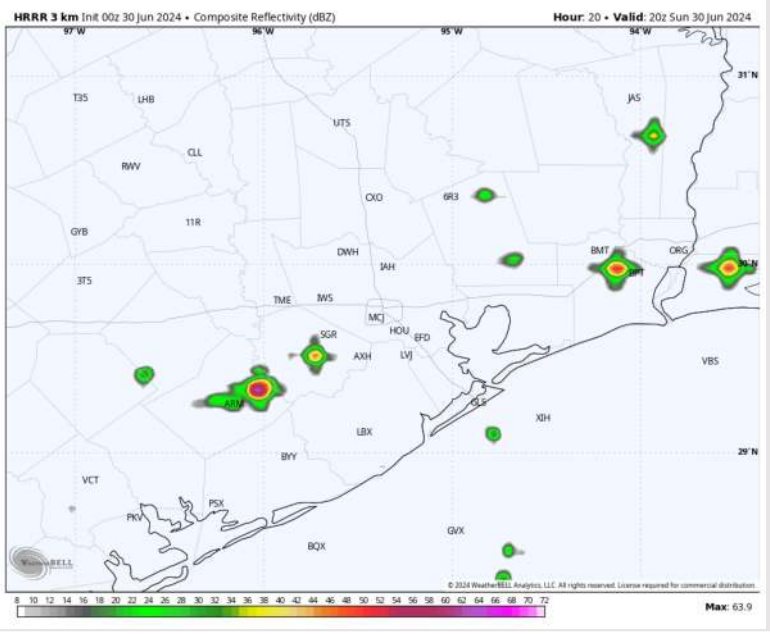 HRRR 3 km Init 00z 30 Jun 2024 • Composite Reflectivity (dBZ) Hour: 20 • Valid: 20z Sun 30 Jun 2024
97°W 96°W 95°W 94°W
31°N
T35 LHB JAS
UTS
CLL
RWV
CXO 6R3
11R
GYB
DWH BMT ORG
IAH 30°N
BPT
3T5
TME IWS
MCJ
SGR HOU EFD
AXH LVJ VBS
ARM GLS
XIH
LBX
BYY 29°N
VCT
PSX
PKV
GVX
BQX
WeatherBELL
© 2024 WeatherBELL Analytics, LLC. All rights reserved. License required for commercial distribution.
8 10 12 14 16 18 20 22 24 26 28 30 32 34 36 38 40 42 44 46 48 50 52 54 56 58 60 62 64 66 68 70 72
Max: 63.9